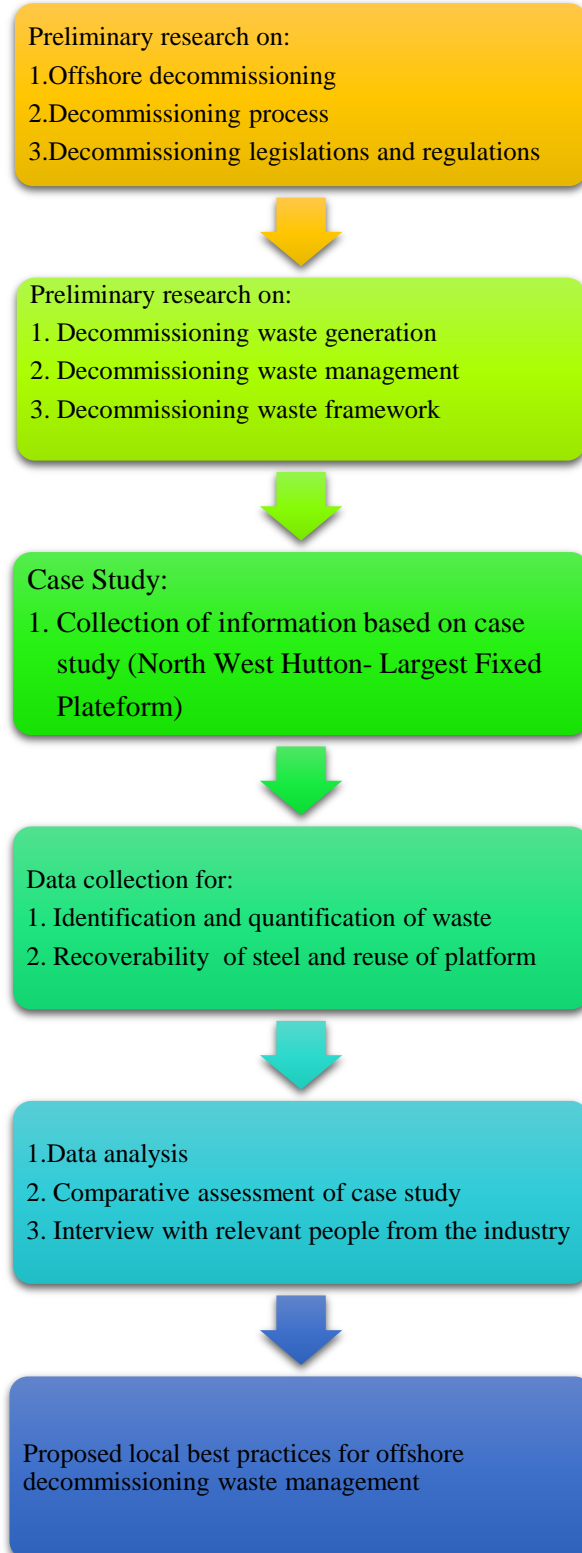 Preliminary research on:
1.Offshore decommissioning
2.Decommissioning process
3.Decommissioning legislations and regulations
Preliminary research on:
1. Decommissioning waste generation
2. Decommissioning waste management
3. Decommissioning waste framework
Case Study:
1. Collection of information based on case
study (North West Hutton- Largest Fixed
Plateform)
Data collection for:
1. Identification and quantification of waste
2. Recoverability of steel and reuse of platform
1.Data analysis
2. Comparative assessment of case study
3. Interview with relevant people from the industry
Proposed local best practices for offshore
decommissioning waste management